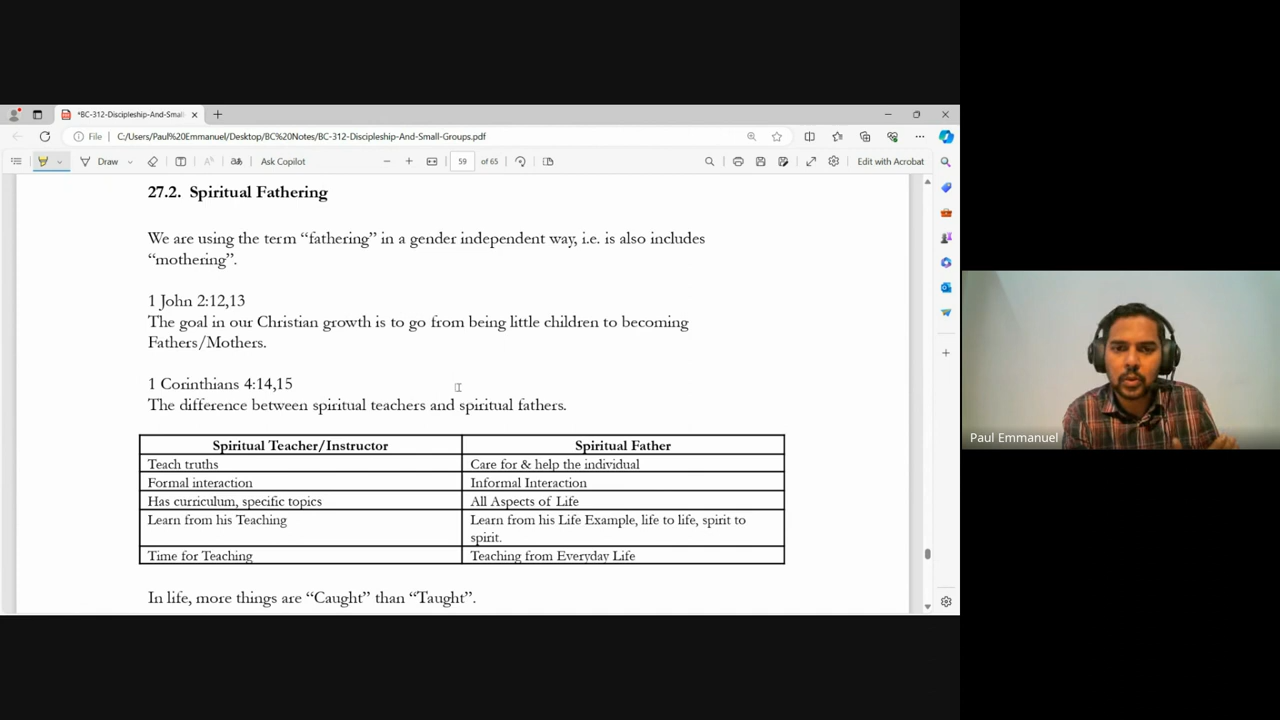 *BC-312-Discipleship-And-Smal
File
C:/Users/Paul%20Emmanuel/Desktop/BC%20Notes/BC-312-Discipleship-And-Small-Groups.pdf
Draw
Ask Copilot
59 of 65
Edit with Acrobat
27.2. Spiritual Fathering
We are using the term “fathering” in a gender independent way, i.e. is also includes
“mothering”.
1 John 2:12,13
The goal in our Christian growth is to go from being little children to becoming
Fathers/Mothers.
1 Corinthians 4:14,15
The difference between spiritual teachers and spiritual fathers.
Spiritual Teacher/Instructor Spiritual Father
Teach truths Care for & help the individual
Formal interaction Informal Interaction
Has curriculum, specific topics All Aspects of Life
Learn from his Teaching Learn from his Life Example, life to life, spirit to
spirit.
Time for Teaching Teaching from Everyday Life
In life, more things are “Caught” than “Taught”.
Paul Emmanuel